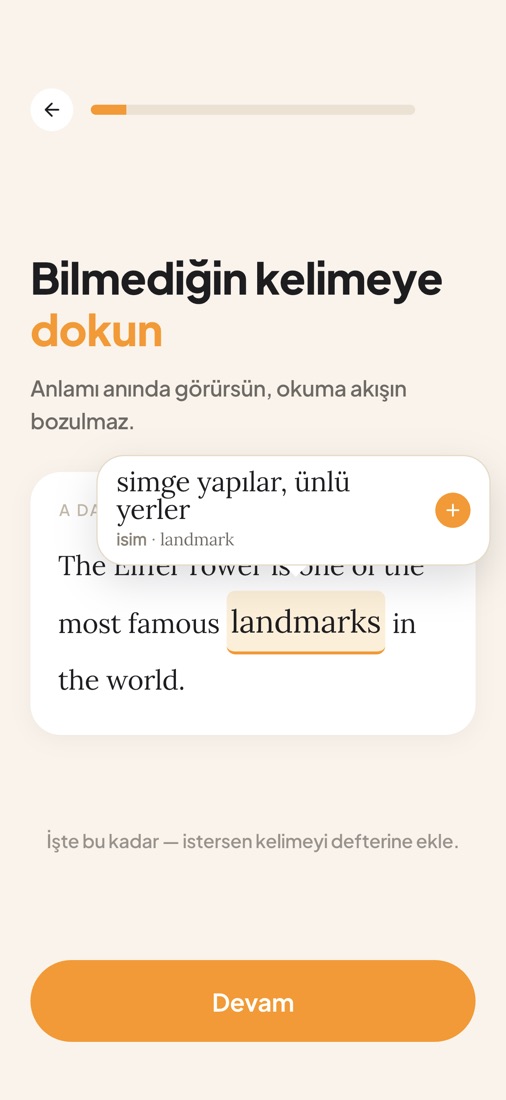 Bilmediğin kelimeye
dokun
Anlamı anında görürsün, okuma akışın
bozulmaz.
simge yapılar, ünlü
yerler
isim · landmark
A DA
The Eiffel Tower is one of the
most famous landmarks in
the world.
İşte bu kadar — istersen kelimeyi defterine ekle.
Devam